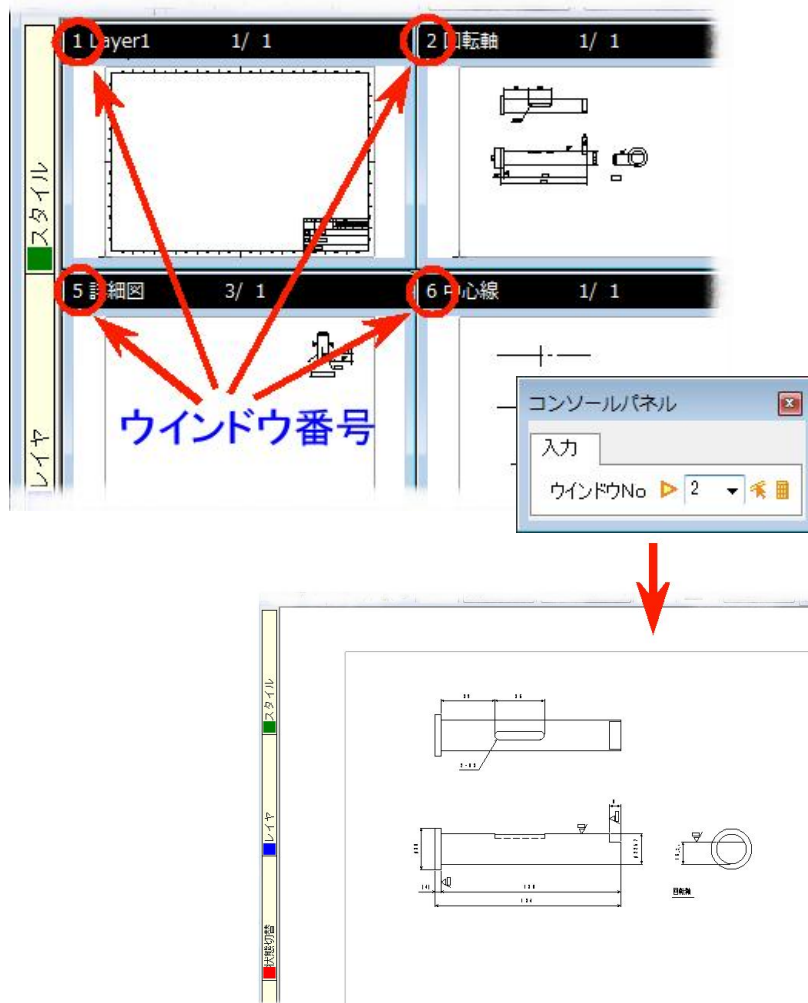 1 Layer1 1/ 1
2 回転軸 1/ 1
スタイル
5 詳細図 3/ 1
6 中心線 1/ 1
レイヤ
ウインドウ番号
コンソールパネル
入力
ウインドウNo 2
スタイル
レイヤ
状態切替
回転軸